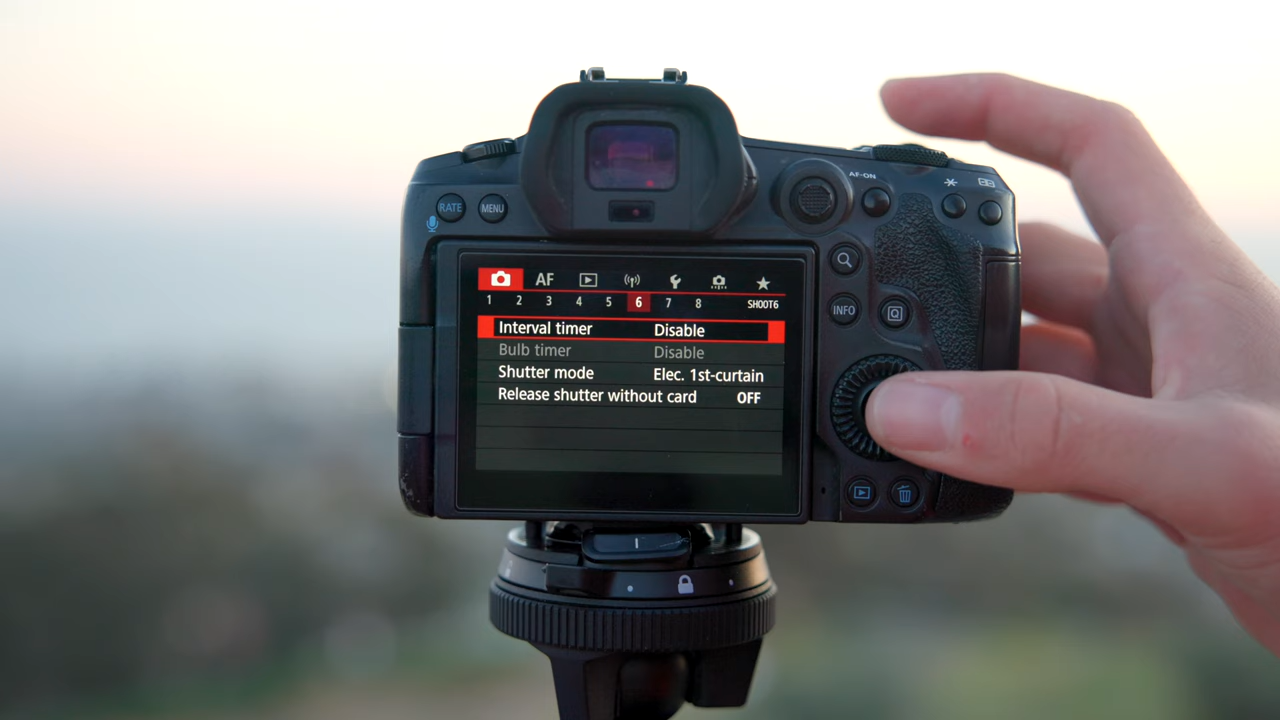 AF-ON
RATE
MENU
AF
1 2 3 4 5 6 7 8 SHOOT6
Interval timer Disable
Bulb timer Disable
Shutter mode Elec. 1st-curtain
Release shutter without card OFF
INFO
Q